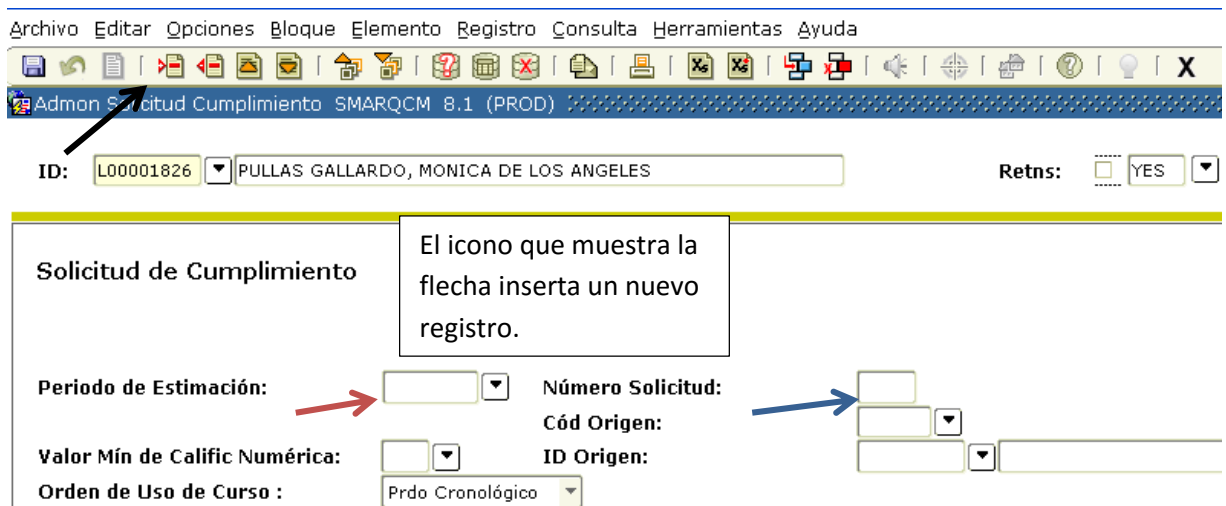 Archivo Editar Opciones Bloque Elemento Registro Consulta Herramientas Ayuda
X
Admon Solicitud Cumplimiento SMARQCM 8.1 (PROD)
ID: L00001826 PULLAS GALLARDO, MONICA DE LOS ANGELES Retns: YES
Solicitud de Cumplimiento
El icono que muestra la
flecha inserta un nuevo
registro.
Periodo de Estimación: Número Solicitud:
Cód Origen:
Valor Mín de Calific Numérica: ID Origen:
Orden de Uso de Curso : Prdo Cronológico